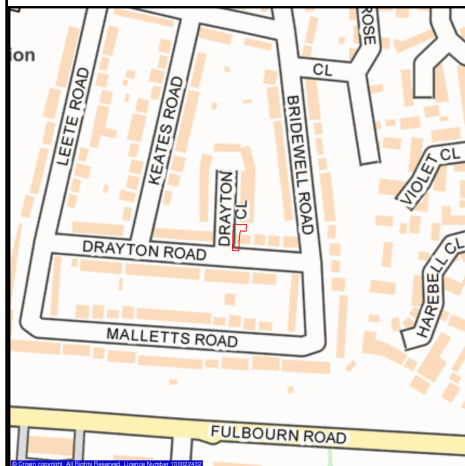 ROSE
ion
CL
LEETE ROAD
KEATES ROAD
BRIDEWELL ROAD
VIOLET CL
DRAYTON
CL
DRAYTON ROAD
HAREBELL CL
MALLETTS ROAD
FULBOURN ROAD
© Crown copyright. All Rights Reserved. Licence Number 100022432